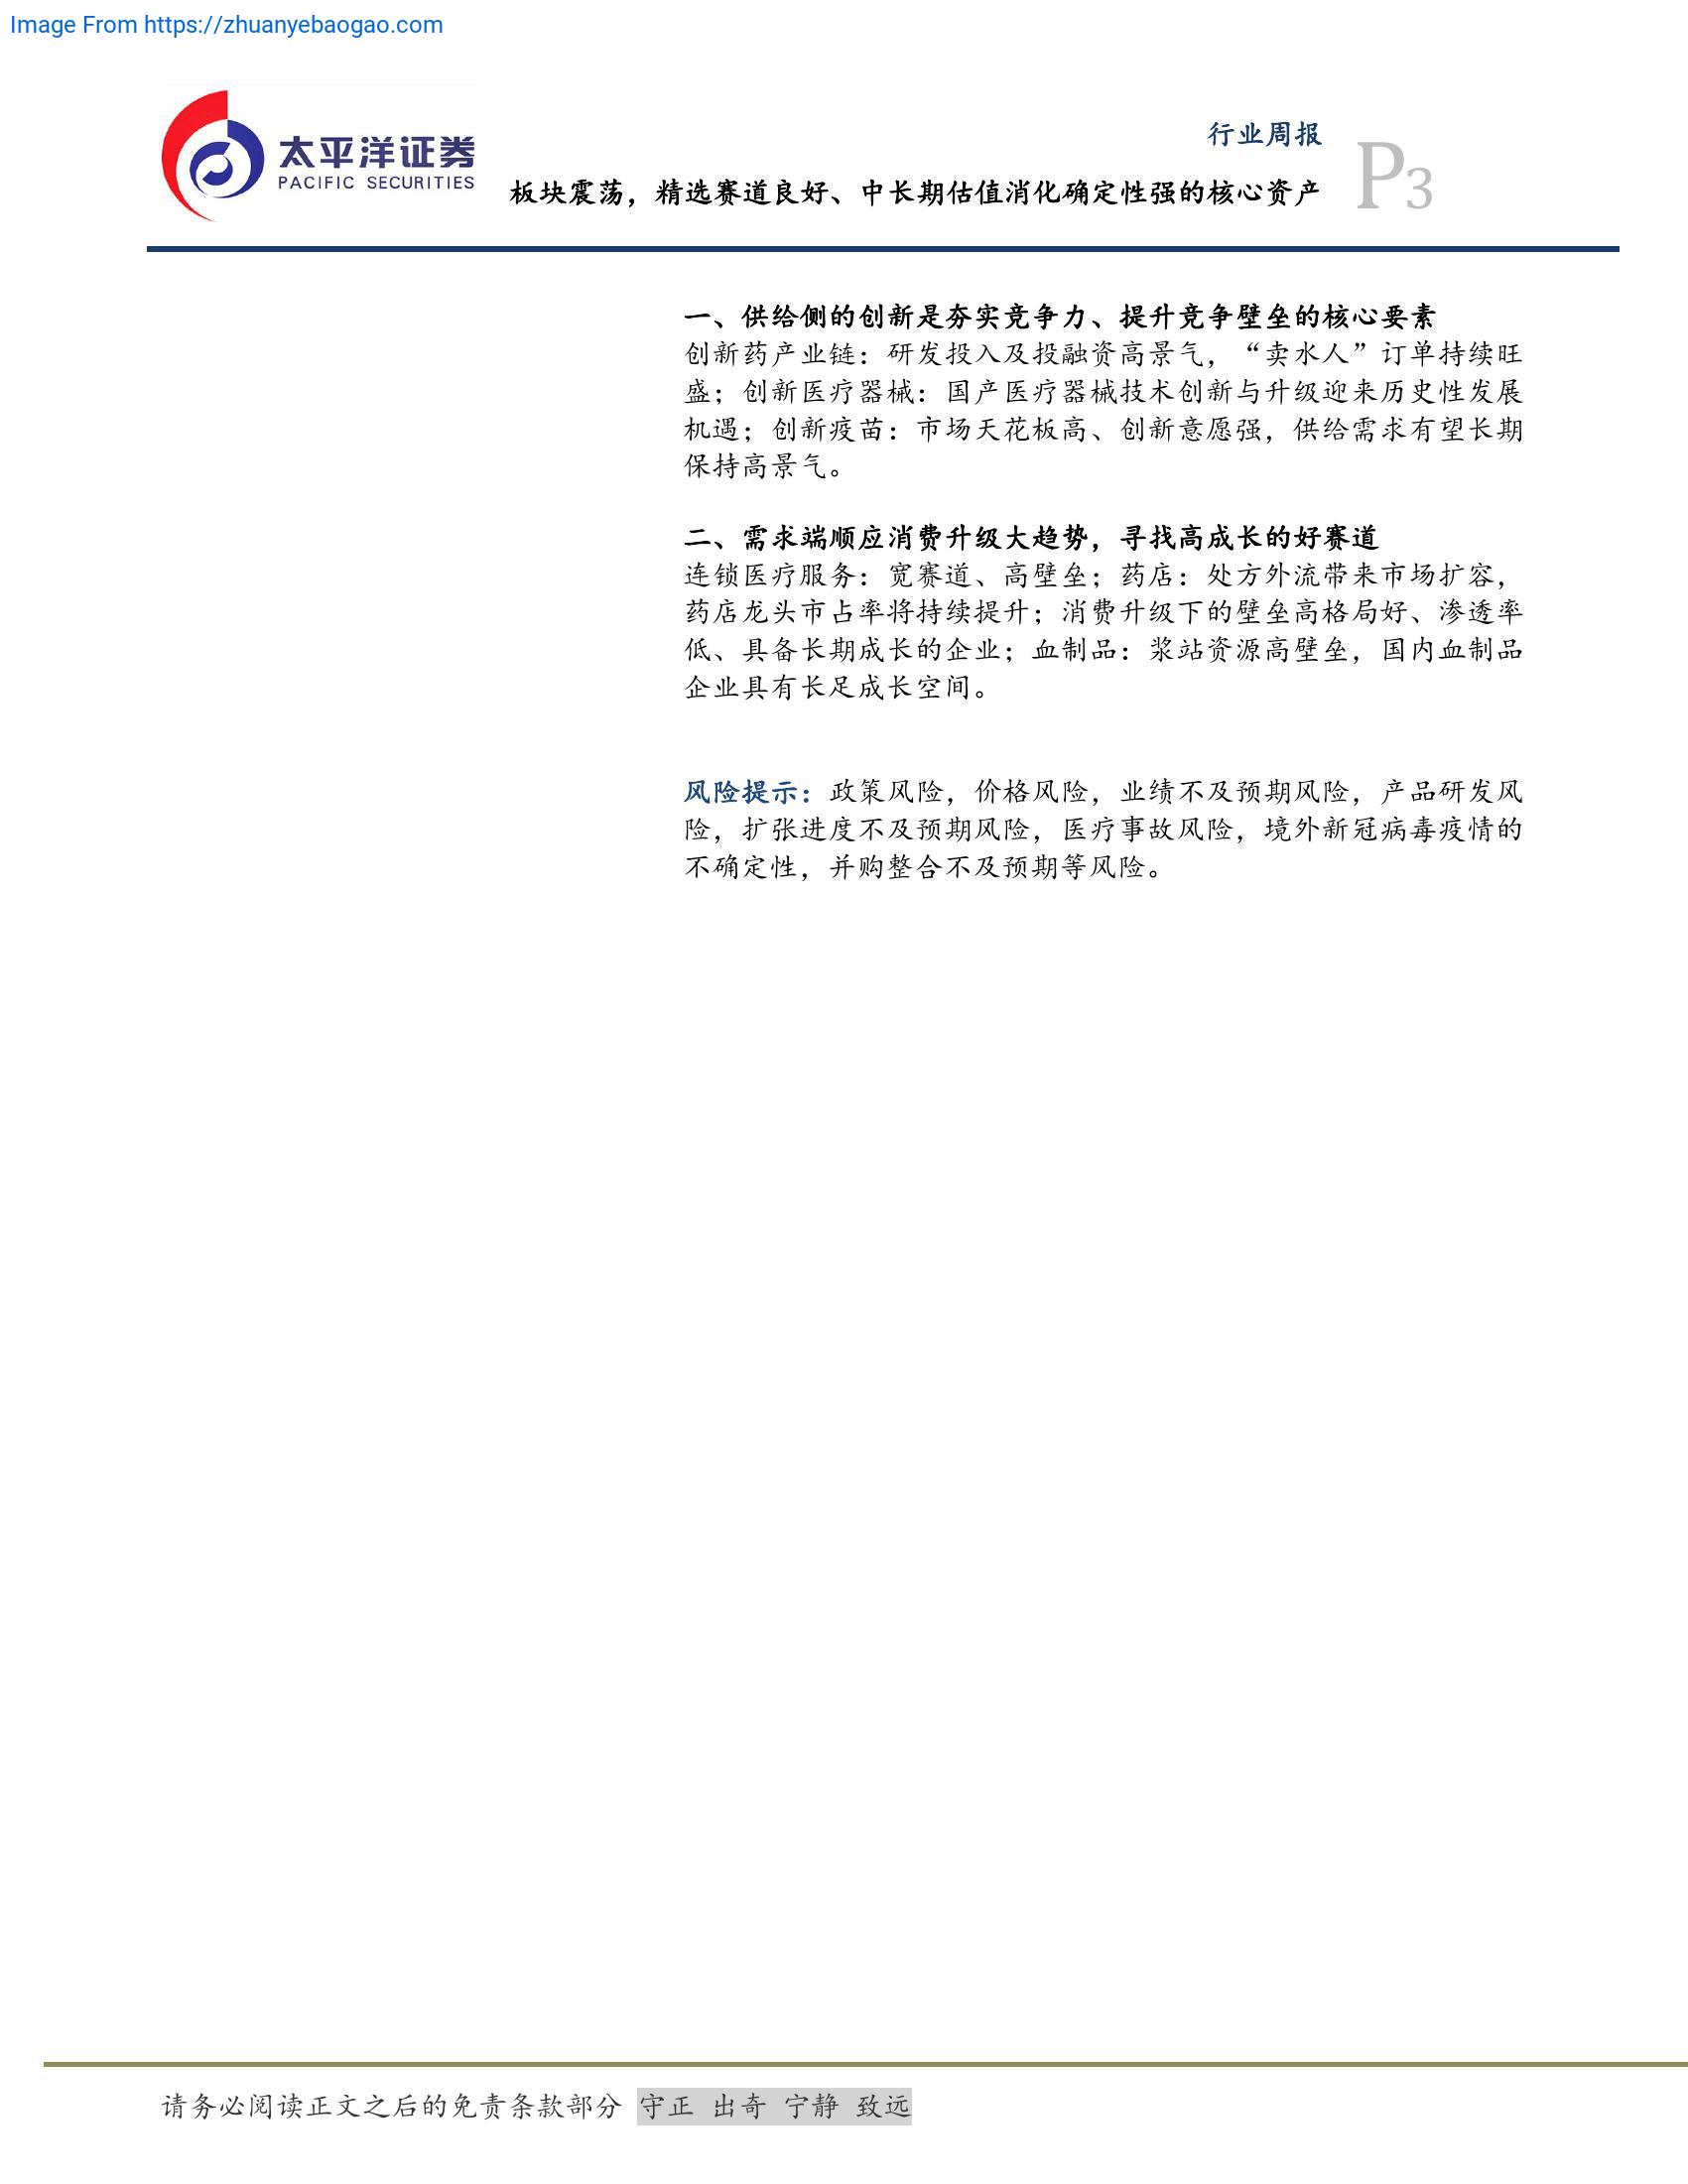 Image From https://zhuanyebaogao.com
太平洋证券
PACIFIC SECURITIES
行业周报
板块震荡，精选赛道良好、中长期估值消化确定性强的核心资产
P3
一、供给侧的创新是夯实竞争力、提升竞争壁垒的核心要素
创新药产业链：研发投入及投融资高景气，“卖水人”订单持续旺
盛；创新医疗器械：国产医疗器械技术创新与升级迎来历史性发展
机遇；创新疫苗：市场天花板高、创新意愿强，供给需求有望长期
保持高景气。
二、需求端顺应消费升级大趋势，寻找高成长的好赛道
连锁医疗服务：宽赛道、高壁垒；药店：处方外流带来市场扩容，
药店龙头市占率将持续提升；消费升级下的壁垒高格局好、渗透率
低、具备长期成长的企业；血制品：浆站资源高壁垒，国内血制品
企业具有长足成长空间。
风险提示：政策风险，价格风险，业绩不及预期风险，产品研发风
险，扩张进度不及预期风险，医疗事故风险，境外新冠病毒疫情的
不确定性，并购整合不及预期等风险。
请务必阅读正文之后的免责条款部分 守正 出奇 宁静 致远